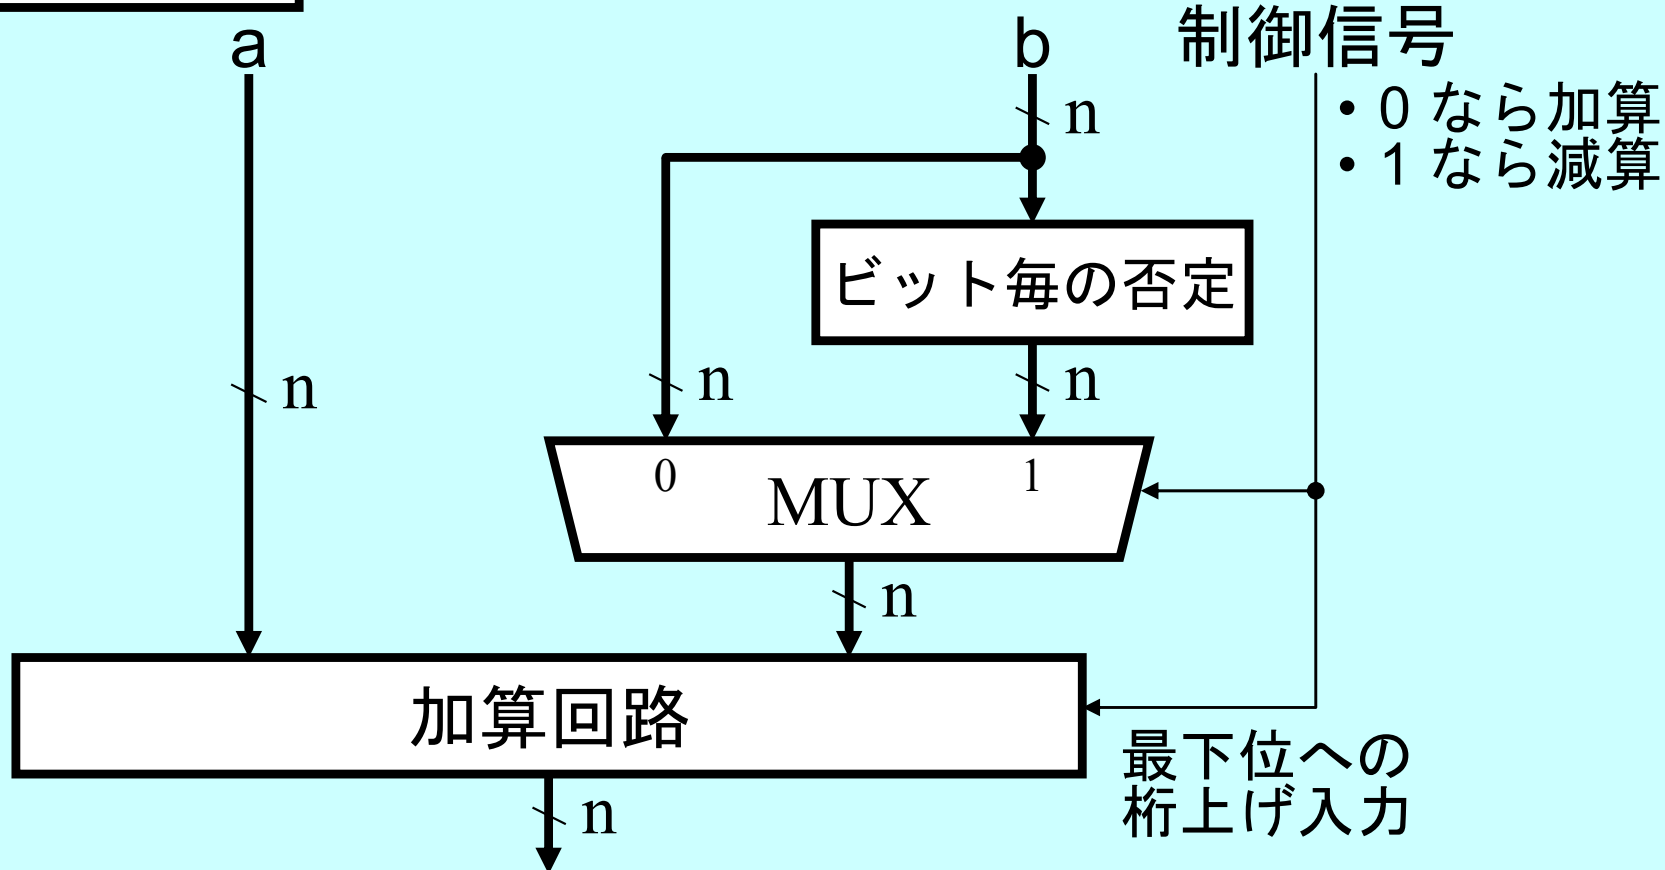 a
b
制御信号
・0 なら加算
・1 なら減算
n
ビット毎の否定
n
n
n
0
1
MUX
n
加算回路
最下位への
桁上げ入力
n